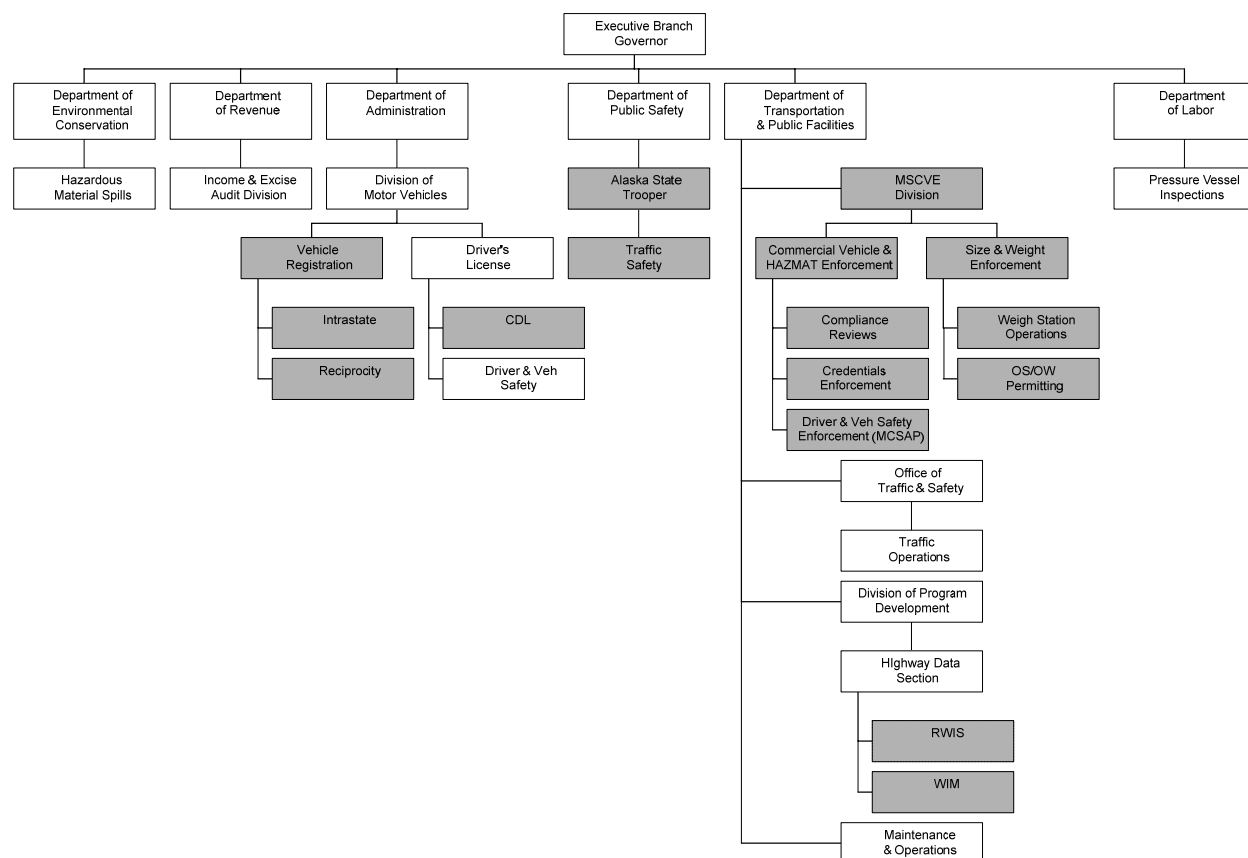 Executive Branch
Governor
Department of
Environmental
Conservation
Department
of Revenue
Department of
Administration
Department of
Public Safety
Department of
Transportation
& Public Facilities
Department
of Labor
Hazardous
Material Spills
Income & Excise
Audit Division
Division of
Motor Vehicles
Alaska State
Trooper
MSCVE
Division
Pressure Vessel
Inspections
Vehicle
Registration
Driver's
License
Traffic
Safety
Commercial Vehicle &
HAZMAT Enforcement
Size & Weight
Enforcement
Intrastate
CDL
Compliance
Reviews
Weigh Station
Operations
Reciprocity
Driver & Veh
Safety
Credentials
Enforcement
OS/OW
Permitting
Driver & Veh Safety
Enforcement (MCSAP)
Office of
Traffic & Safety
Traffic
Operations
Division of Program
Development
HIghway Data
Section
RWIS
WIM
Maintenance
& Operations